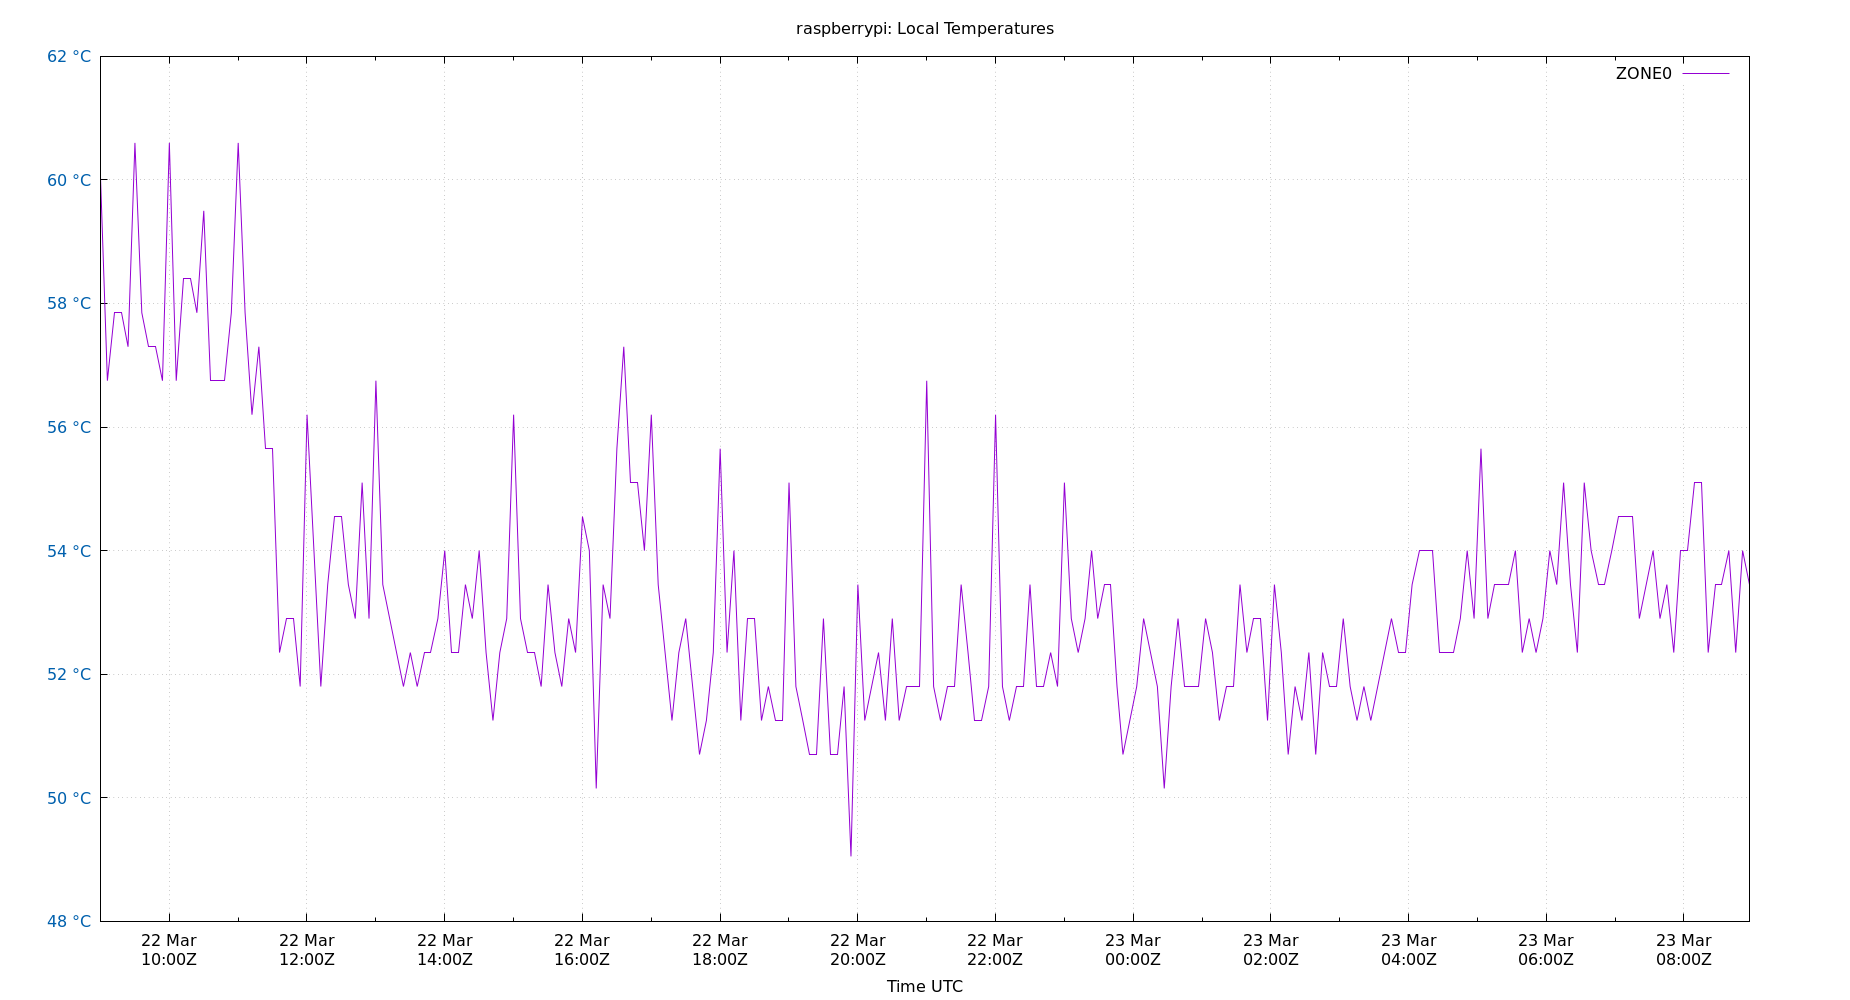 raspberrypi: Local Temperatures
62 °C
60 °C
58 °C
56 °C
54 °C
52 °C
50 °C
48 °C
ZONE0
22 Mar 22 Mar 22 Mar 22 Mar 22 Mar 22 Mar 22 Mar 23 Mar 23 Mar 23 Mar 23 Mar 23 Mar
10:00Z 12:00Z 14:00Z 16:00Z 18:00Z 20:00Z 22:00Z 00:00Z 02:00Z 04:00Z 06:00Z 08:00Z
Time UTC